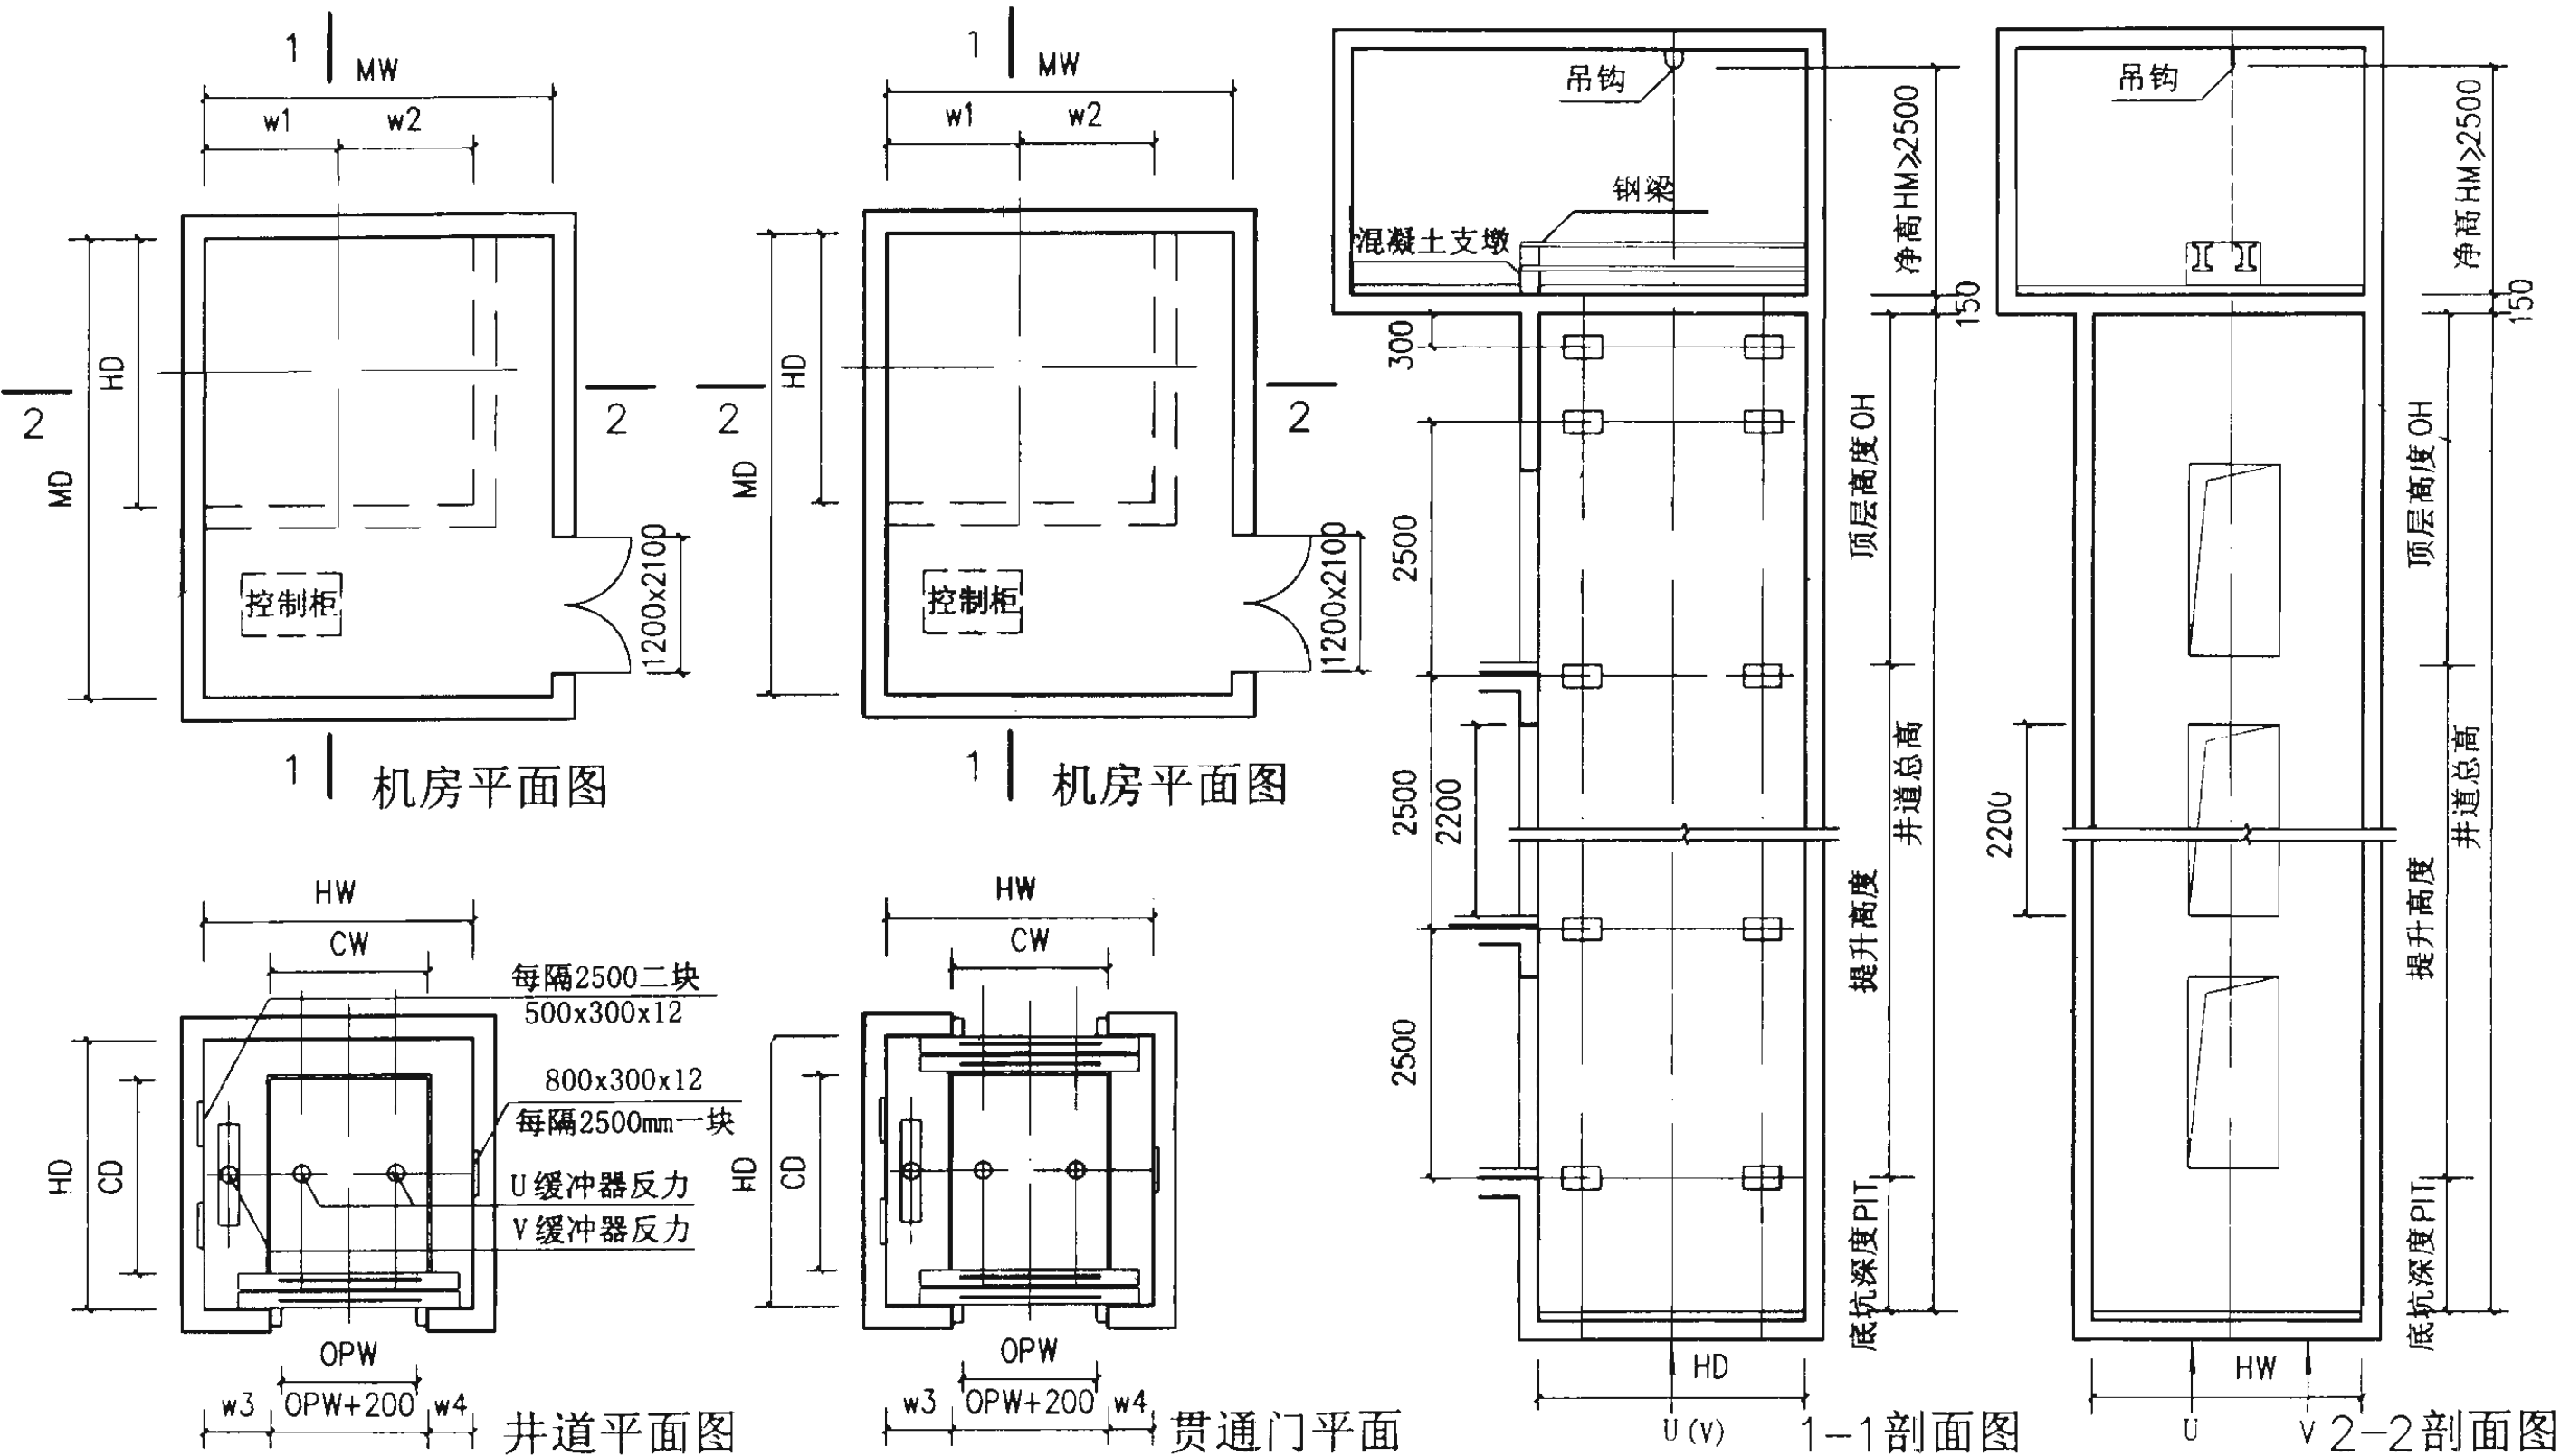 1
MW
w1
w2
HD
MD
2
2
控制柜
1200x2100
1
机房平面图
1
MW
w1
w2
HD
MD
2
2
控制柜
1200x2100
1
机房平面图
HW
CW
每隔2500二块
500x300x12
800x300x12
每隔2500mm一块
U缓冲器反力
V缓冲器反力
HD
CD
OPW
w3
OPW+200
w4
井道平面图
HW
CW
HD
CD
OPW
w3
OPW+200
w4
贯通门平面
吊钩
钢梁
混凝土支墩
净高HM≥2500
150
300
顶层高度OH
2500
2500
2200
井道总高
提升高度
2500
底坑深度PIT
HD
U(V)
1-1剖面图
吊钩
净高HM≥2500
150
顶层高度OH
2200
井道总高
提升高度
底坑深度PIT
HW
U
V
2-2剖面图